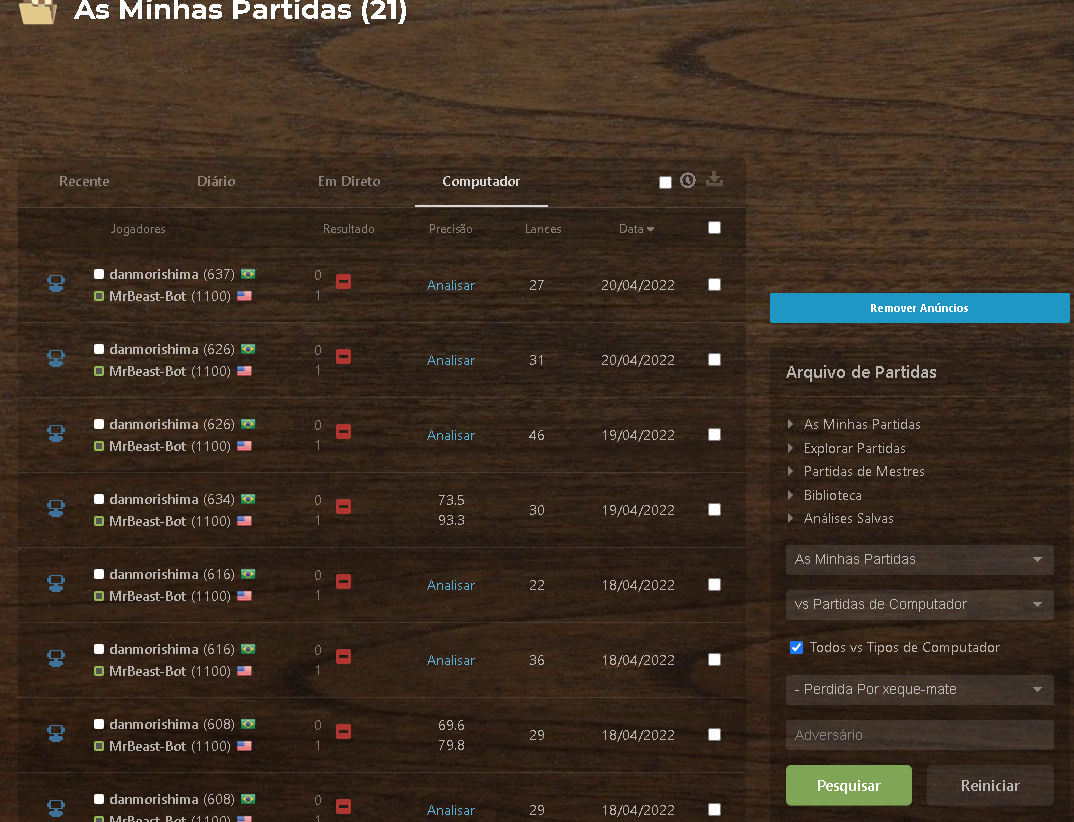 As Minhas Partidas (21)
Recente Diário Em Direto Computador
Jogadores Resultado Precisão Lances Data
danmorishima (637) 0
MrBeast-Bot (1100) 1
Analisar 27 20/04/2022
danmorishima (626) 0
MrBeast-Bot (1100) 1
Analisar 31 20/04/2022
danmorishima (626) 0
MrBeast-Bot (1100) 1
Analisar 46 19/04/2022
danmorishima (634) 0 73.5
MrBeast-Bot (1100) 1 93.3
30 19/04/2022
danmorishima (616) 0
MrBeast-Bot (1100) 1
Analisar 22 18/04/2022
danmorishima (616) 0
MrBeast-Bot (1100) 1
Analisar 36 18/04/2022
danmorishima (608) 0 69.6
MrBeast-Bot (1100) 1 79.8
29 18/04/2022
danmorishima (608) 0
MrBeast-Bot (1100) 1
Analisar 29 18/04/2022
Remover Anúncios
Arquivo de Partidas
As Minhas Partidas
Explorar Partidas
Partidas de Mestres
Biblioteca
Análises Salvas
As Minhas Partidas
vs Partidas de Computador
Todos vs Tipos de Computador
- Perdida Por xeque-mate
Adversário
Pesquisar Reiniciar